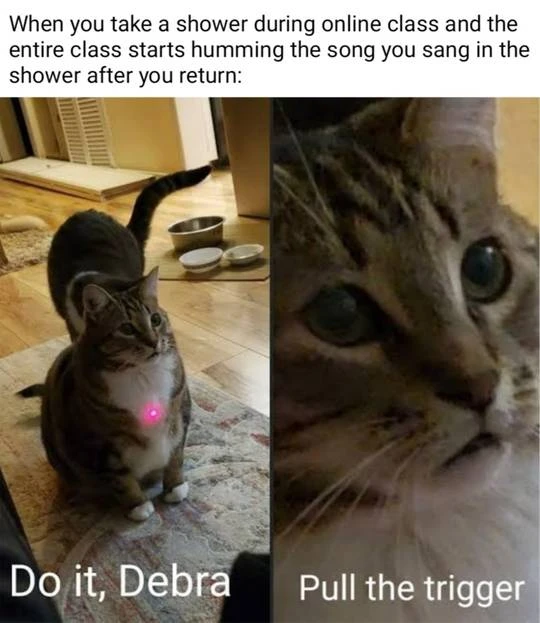 When you take a shower during online class and the
entire class starts humming the song you sang in the
shower after you return:
Do it, Debra
Pull the trigger